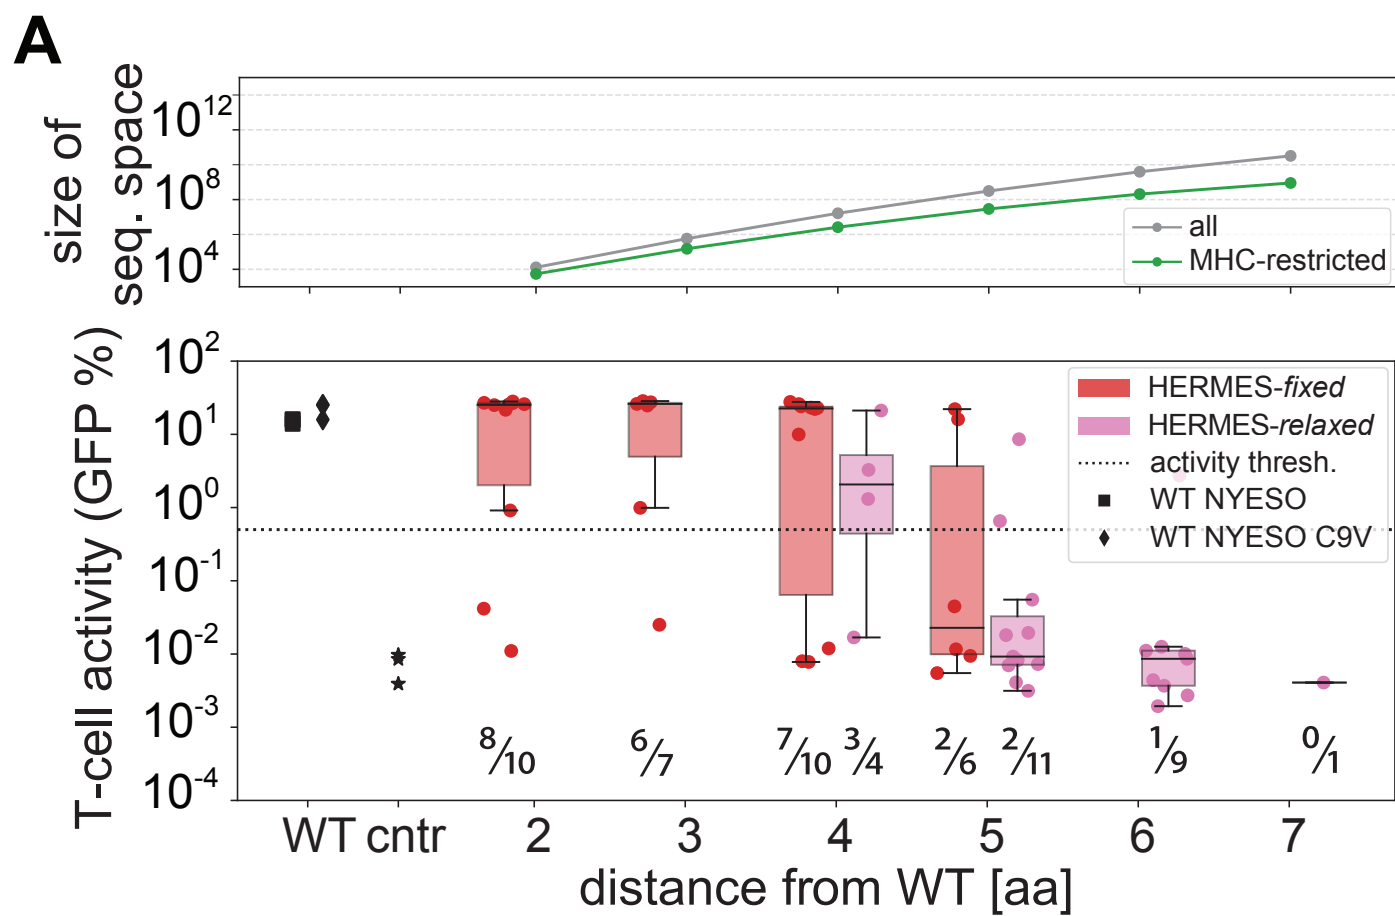 A
size of
seq. space
10^12
10^8
10^4
all
MHC-restricted
T-cell activity (GFP %)
10^2
10^1
10^0
10^-1
10^-2
10^-3
10^-4
HERMES-fixed
HERMES-relaxed
activity thresh.
WT NYESO
WT NYESO C9V
8/10 6/7 7/10 3/4 2/6 2/11 1/9 0/1
WT cntr 2 3 4 5 6 7
distance from WT [aa]